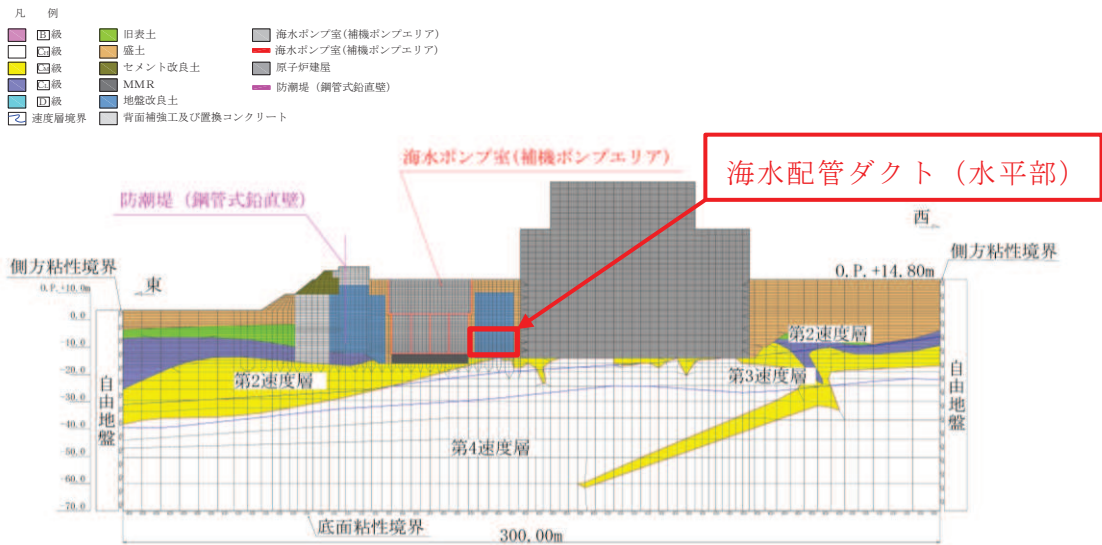 凡 例
B級
CH級
CM級
CL級
D級
速度層境界
旧表土
盛土
セメント改良土
MMR
地盤改良土
背面補強工及び置換コンクリート
海水ポンプ室(補機ポンプエリア)
海水ポンプ室(補機ポンプエリア)
原子炉建屋
防潮堤（鋼管式鉛直壁）
海水ポンプ室(補機ポンプエリア)
海水配管ダクト（水平部）
防潮堤（鋼管式鉛直壁）
西
側方粘性境界
側方粘性境界
東
O.P.+14.80m
O.P.+10.0m
0.0
-10.0
-20.0
-30.0
-40.0
-50.0
-60.0
-70.0
第2速度層
第2速度層
第3速度層
第4速度層
自由地盤
自由地盤
底面粘性境界
300.00m